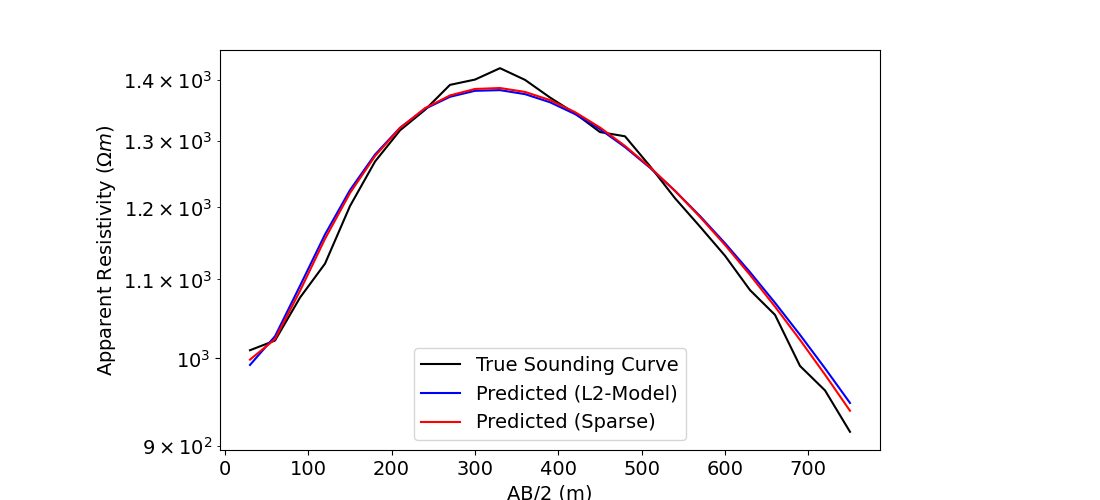 Apparent Resistivity (Ωm)
1.4 × 10³
1.3 × 10³
1.2 × 10³
1.1 × 10³
10³
9 × 10²
True Sounding Curve
Predicted (L2-Model)
Predicted (Sparse)
0 100 200 300 400 500 600 700
AB/2 (m)